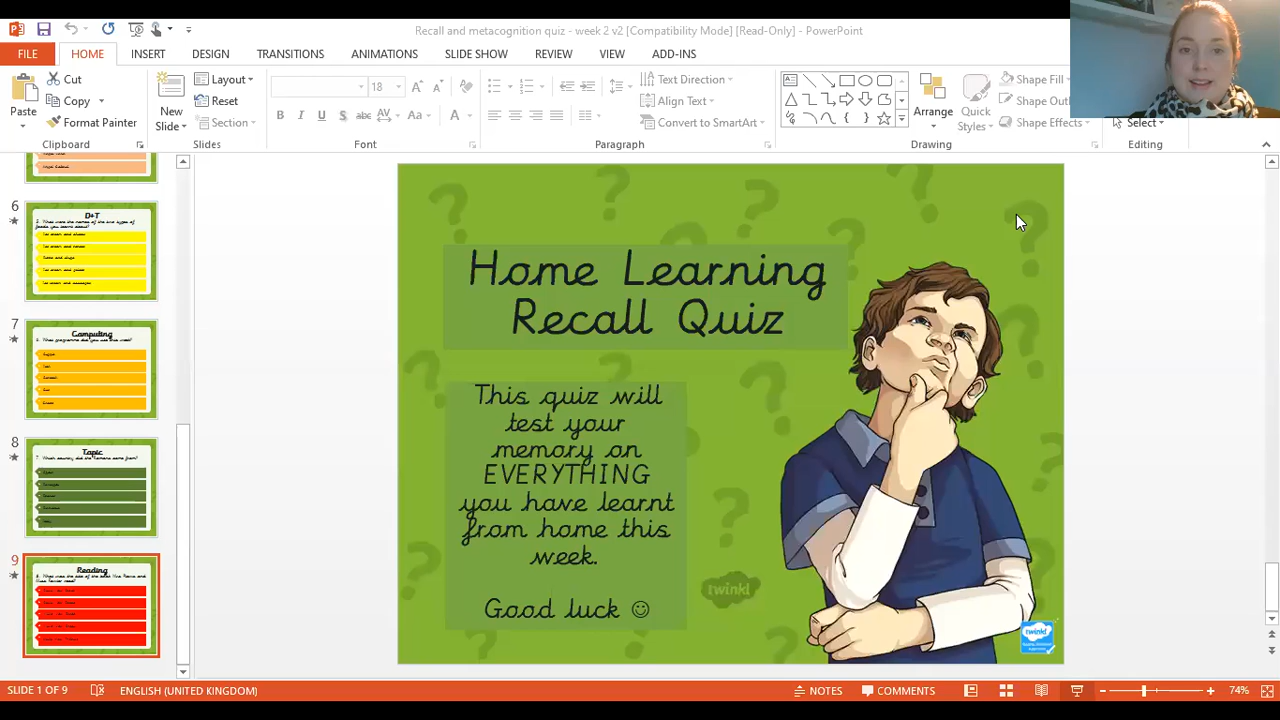 Recall and metacognition quiz - week 2 v2 [Compatibility Mode] [Read-Only] - PowerPoint
FILE HOME INSERT DESIGN TRANSITIONS ANIMATIONS SLIDE SHOW REVIEW VIEW ADD-INS
Paste
Cut
Copy
Format Painter
Clipboard
New
Slide
Layout
Reset
Section
Slides
18
Font
Text Direction
Align Text
Convert to SmartArt
Paragraph
Arrange
Quick
Styles
Shape Fill
Shape Outl
Shape Effects
Drawing
Select
Editing
6
D+T
7
Computing
8
Topic
9
Reading
Home Learning
Recall Quiz
This quiz will
test your
memory on
EVERYTHING
you have learnt
from home this
week.
Good luck ☺
twinkl
twinkl
SLIDE 1 OF 9
ENGLISH (UNITED KINGDOM)
NOTES
COMMENTS
74%